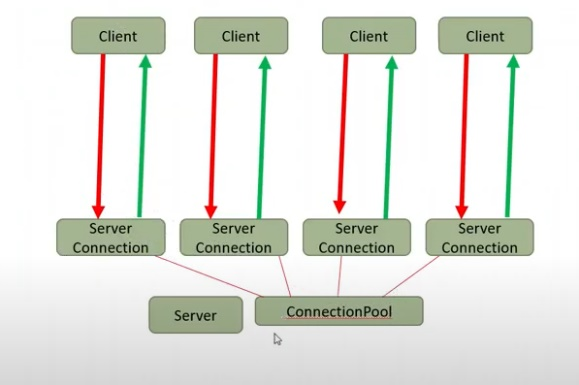 Client
Client
Client
Client
Server
Connection
Server
Connection
Server
Connection
Server
Connection
Server
ConnectionPool